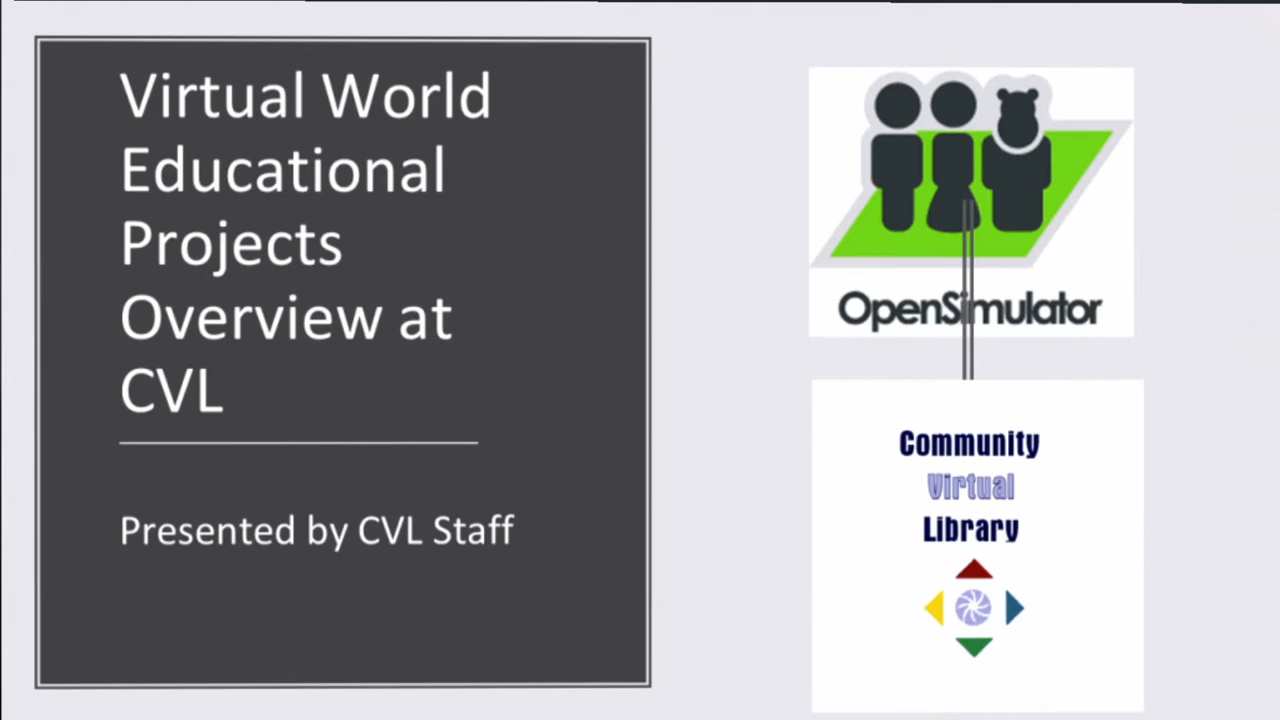 Virtual World
Educational
Projects
Overview at
CVL
Presented by CVL Staff
OpenSimulator
Community
Virtual
Library